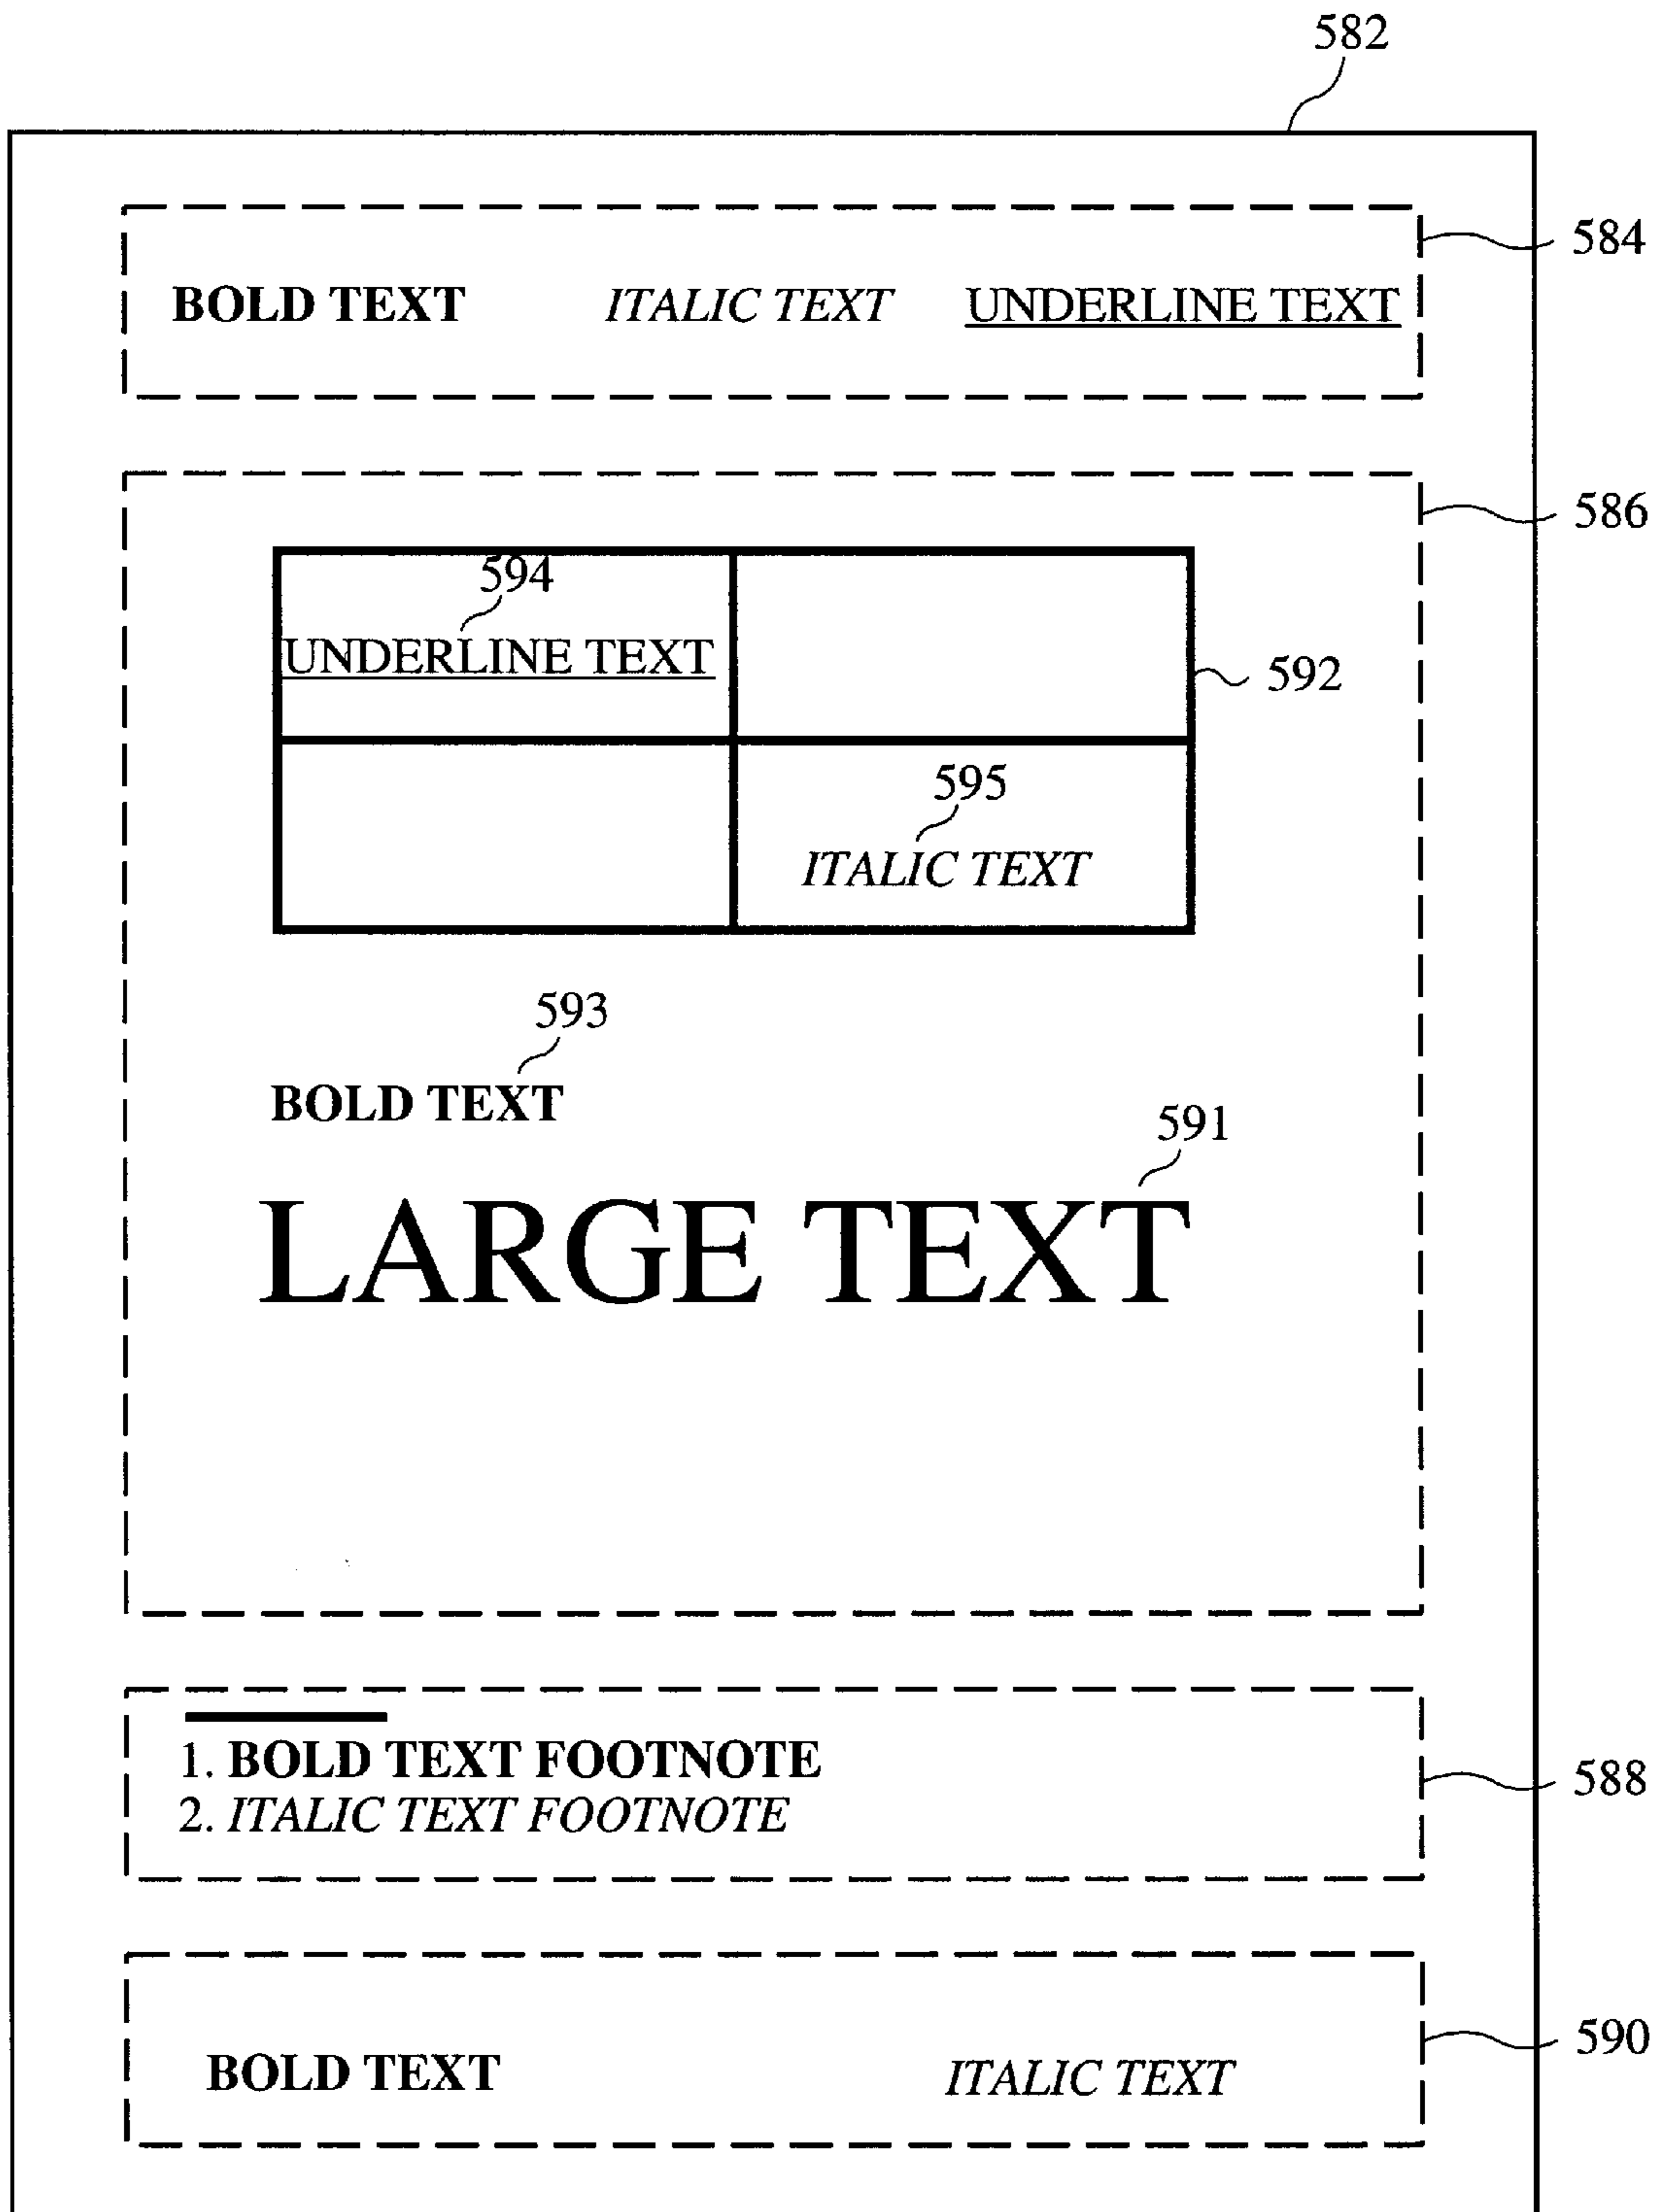 582
584
BOLD TEXT ITALIC TEXT UNDERLINE TEXT
586
594
UNDERLINE TEXT
592
595
ITALIC TEXT
593
BOLD TEXT
591
LARGE TEXT
1. BOLD TEXT FOOTNOTE
588
2. ITALIC TEXT FOOTNOTE
590
BOLD TEXT ITALIC TEXT